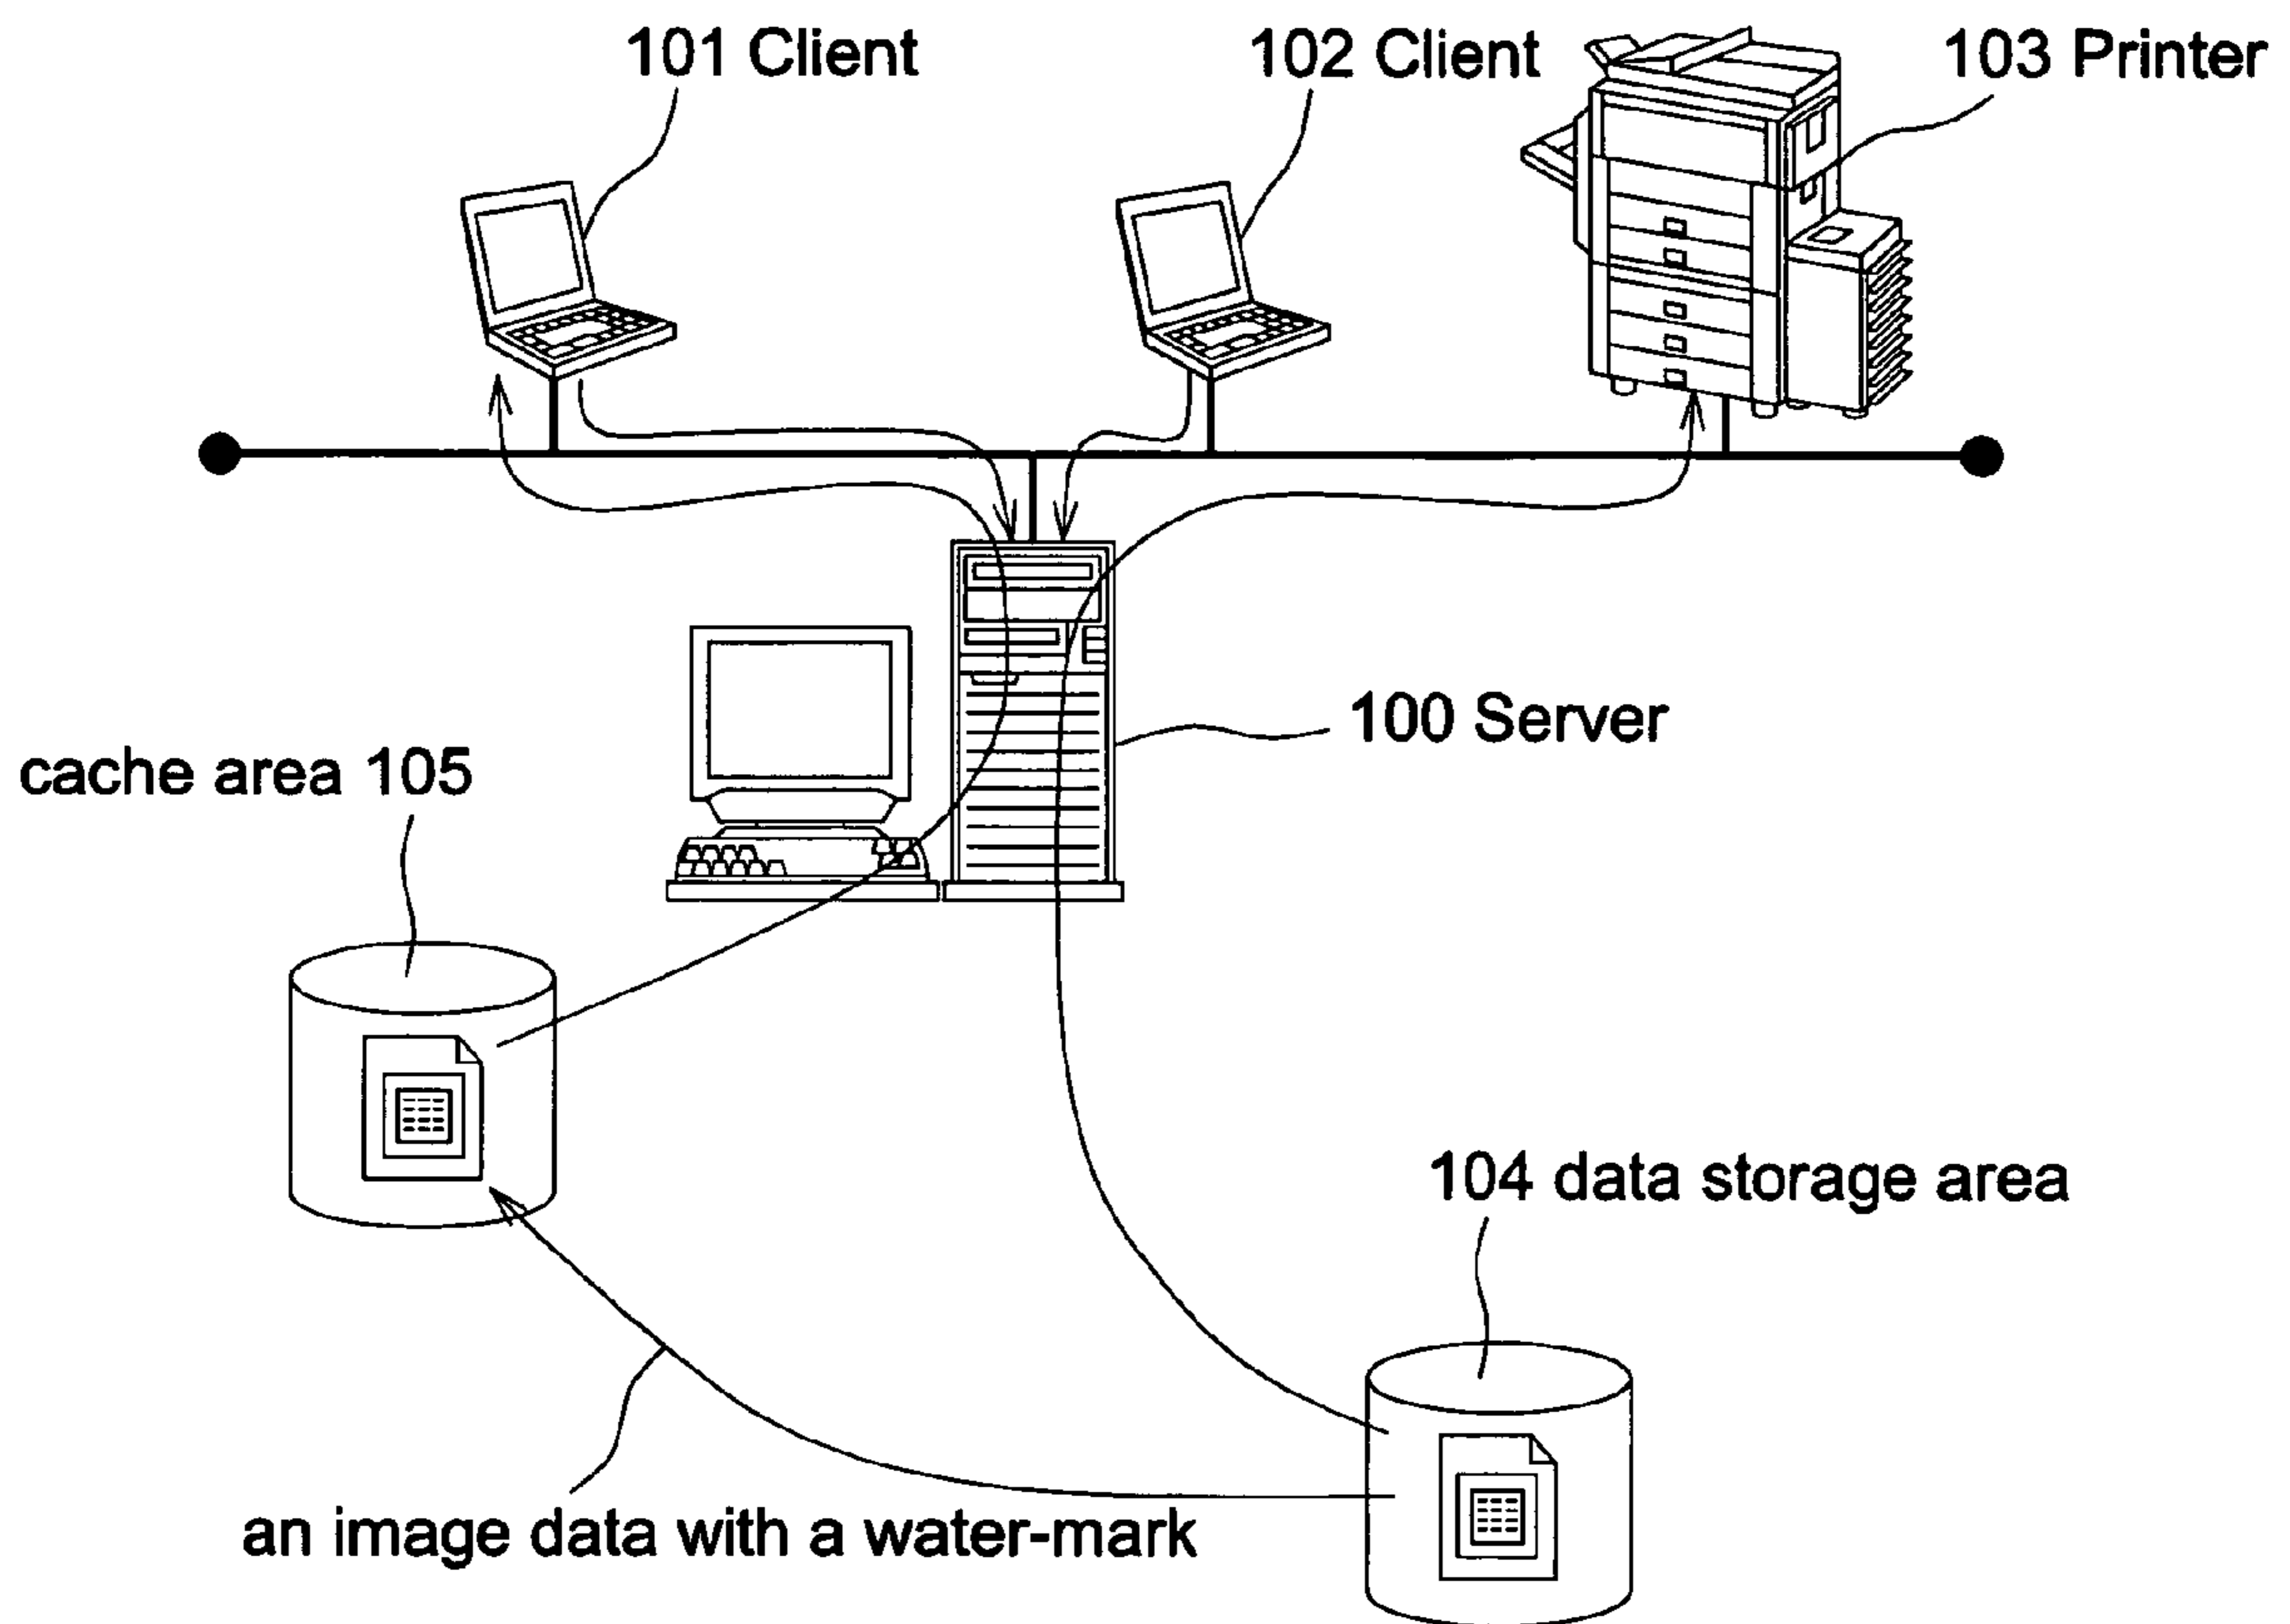 101 Client
102 Client
103 Printer
100 Server
cache area 105
104 data storage area
an image data with a water-mark